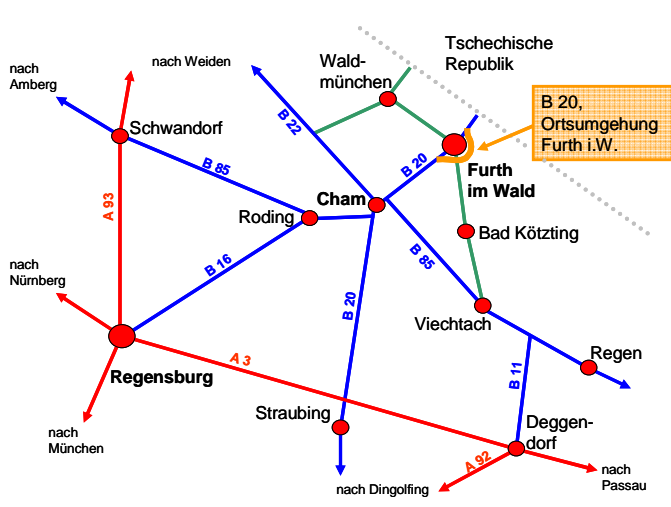 Tschechische
Republik
nach
Amberg
nach Weiden
Wald-
münchen
B 20,
Ortsumgehung
Furth i.W.
Schwandorf
B 22
B 85
B 20
Furth
im Wald
A 93
Cham
Roding
Bad Kötzting
B 16
B 85
nach
Nürnberg
B 20
Viechtach
Regen
A 3
B 11
Regensburg
Straubing
Deggen-
dorf
nach
München
A 92
nach
Passau
nach Dingolfing